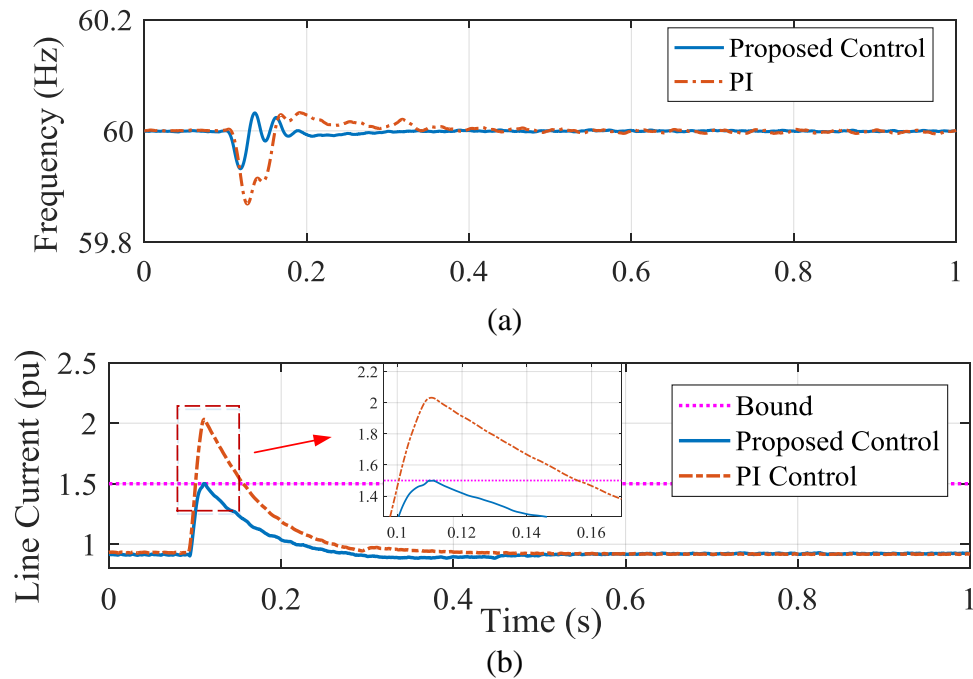 60.2
60
59.8
Frequency (Hz)
Proposed Control
PI
0 0.2 0.4 0.6 0.8 1
(a)
2.5
2
1.5
1
Line Current (pu)
2.2
2
1.8
1.6
1.4
0.1 0.12 0.14 0.16
Bound
Proposed Control
PI Control
0 0.2 0.4 0.6 0.8 1
Time (s)
(b)